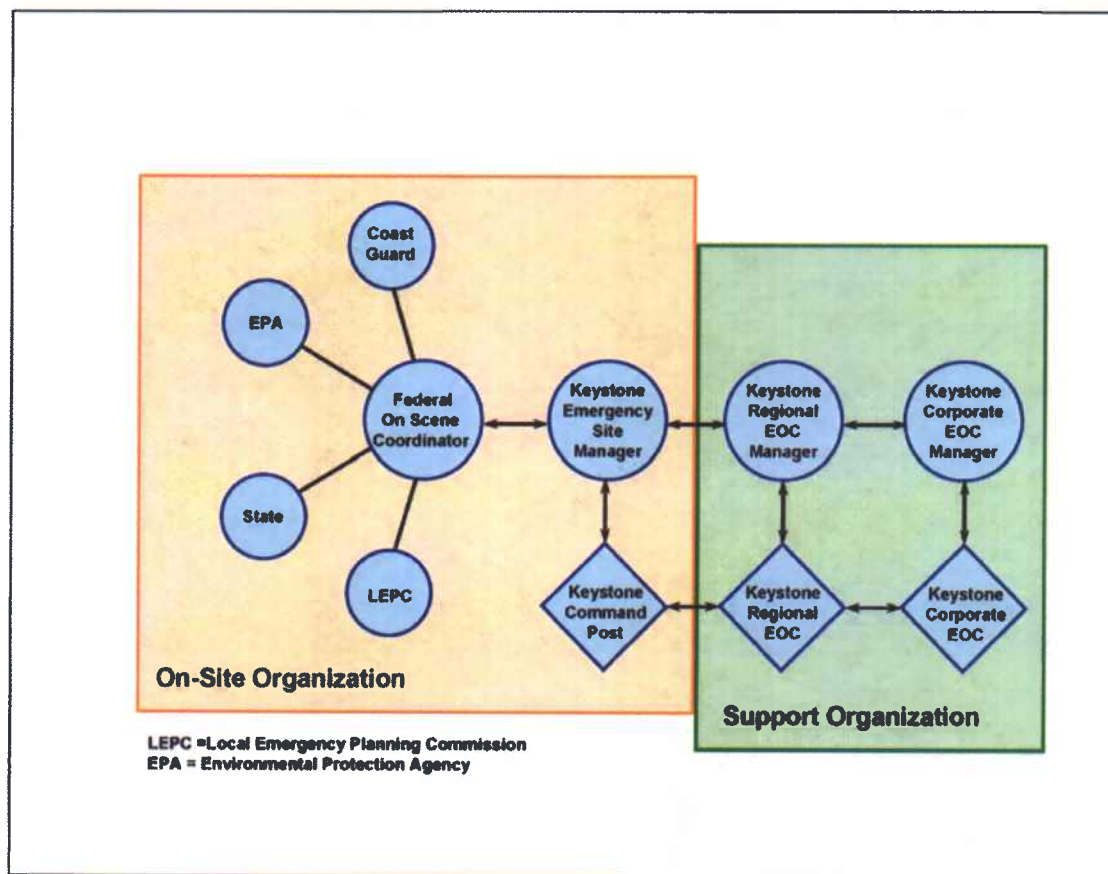 Coast
Guard
EPA
Federal
On Scene
Coordinator
State
LEPC
Keystone
Emergency
Site
Manager
Keystone
Regional
EOC
Manager
Keystone
Corporate
EOC
Manager
Keystone
Command
Post
Keystone
Regional
EOC
Keystone
Corporate
EOC
On-Site Organization
Support Organization
LEPC =Local Emergency Planning Commission
EPA = Environmental Protection Agency